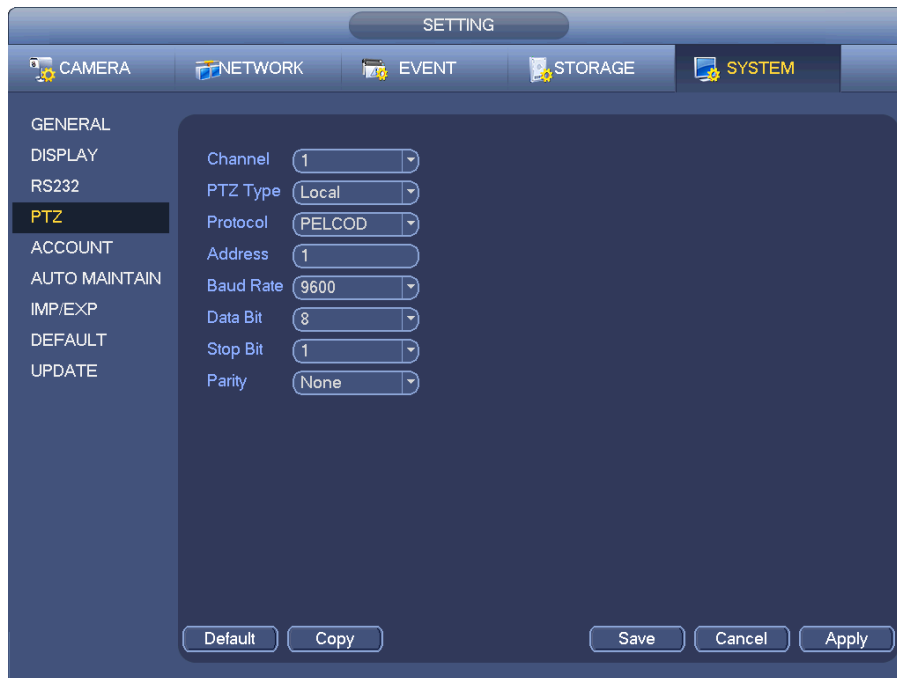 SETTING
CAMERA NETWORK EVENT STORAGE SYSTEM
GENERAL
DISPLAY
RS232
PTZ
ACCOUNT
AUTO MAINTAIN
IMP/EXP
DEFAULT
UPDATE
Channel 1
PTZ Type Local
Protocol PELCOD
Address 1
Baud Rate 9600
Data Bit 8
Stop Bit 1
Parity None
Default Copy Save Cancel Apply